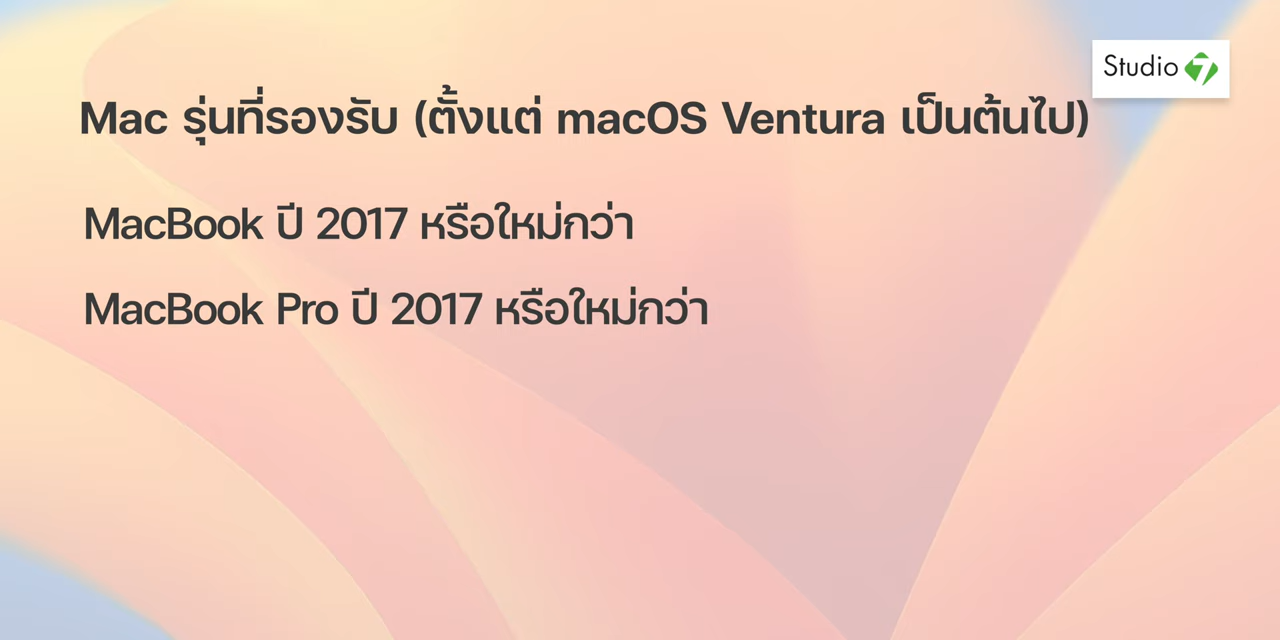 Studio 7
Mac รุ่นที่รองรับ (ตั้งแต่ macOS Ventura เป็นต้นไป)
MacBook ปี 2017 หรือใหม่กว่า
MacBook Pro ปี 2017 หรือใหม่กว่า